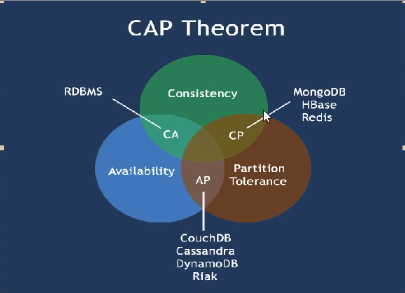 CAP Theorem
RDBMS
Consistency
MongoDB
HBase
Redis
CA
CP
Availability
Partition
Tolerance
AP
CouchDB
Cassandra
DynamoDB
Riak